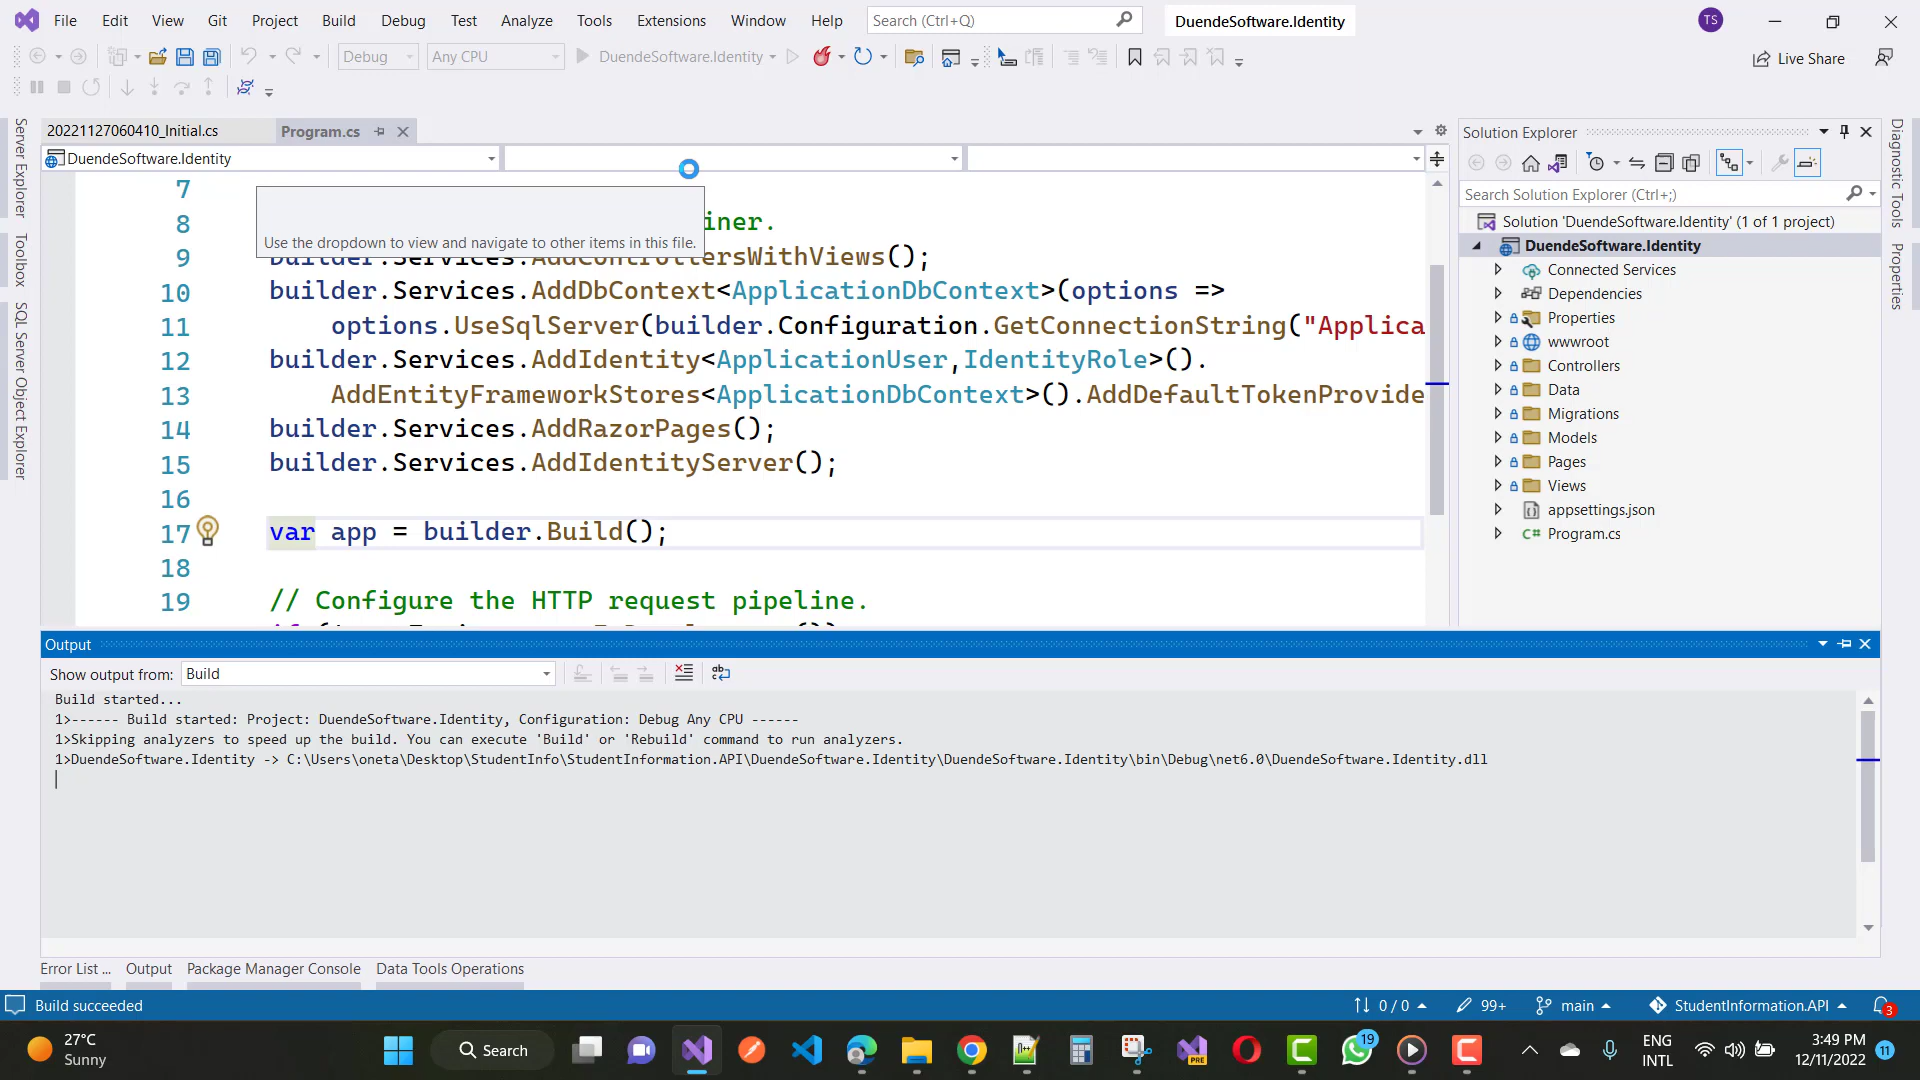 File Edit View Git Project Build Debug Test Analyze Tools Extensions Window Help Search (Ctrl+Q) DuendeSoftware.Identity TS
Debug Any CPU DuendeSoftware.Identity Live Share
20221127060410_Initial.cs Program.cs
DuendeSoftware.Identity
7
8 iner.
Use the dropdown to view and navigate to other items in this file.
9 builder.Services.AddControllersWithViews();
10 builder.Services.AddDbContext<ApplicationDbContext>(options =>
11 options.UseSqlServer(builder.Configuration.GetConnectionString("Applica
12 builder.Services.AddIdentity<ApplicationUser,IdentityRole>().
13 AddEntityFrameworkStores<ApplicationDbContext>().AddDefaultTokenProvide
14 builder.Services.AddRazorPages();
15 builder.Services.AddIdentityServer();
16
17 var app = builder.Build();
18
19 // Configure the HTTP request pipeline.
Server Explorer
Toolbox
SQL Server Object Explorer
Solution Explorer
Search Solution Explorer (Ctrl+;)
Solution 'DuendeSoftware.Identity' (1 of 1 project)
DuendeSoftware.Identity
Connected Services
Dependencies
Properties
wwwroot
Controllers
Data
Migrations
Models
Pages
Views
appsettings.json
C# Program.cs
Diagnostic Tools
Properties
Output
Show output from: Build
Build started...
1>------ Build started: Project: DuendeSoftware.Identity, Configuration: Debug Any CPU ------
1>Skipping analyzers to speed up the build. You can execute 'Build' or 'Rebuild' command to run analyzers.
1>DuendeSoftware.Identity -> C:\Users\oneta\Desktop\StudentInfo\StudentInformation.API\DuendeSoftware.Identity\DuendeSoftware.Identity\bin\Debug\net6.0\DuendeSoftware.Identity.dll
Error List ... Output Package Manager Console Data Tools Operations
Build succeeded 0 / 0 99+ main StudentInformation.API 3
27°C
Sunny
Search
PRE
19
ENG
INTL
3:49 PM
12/11/2022
11